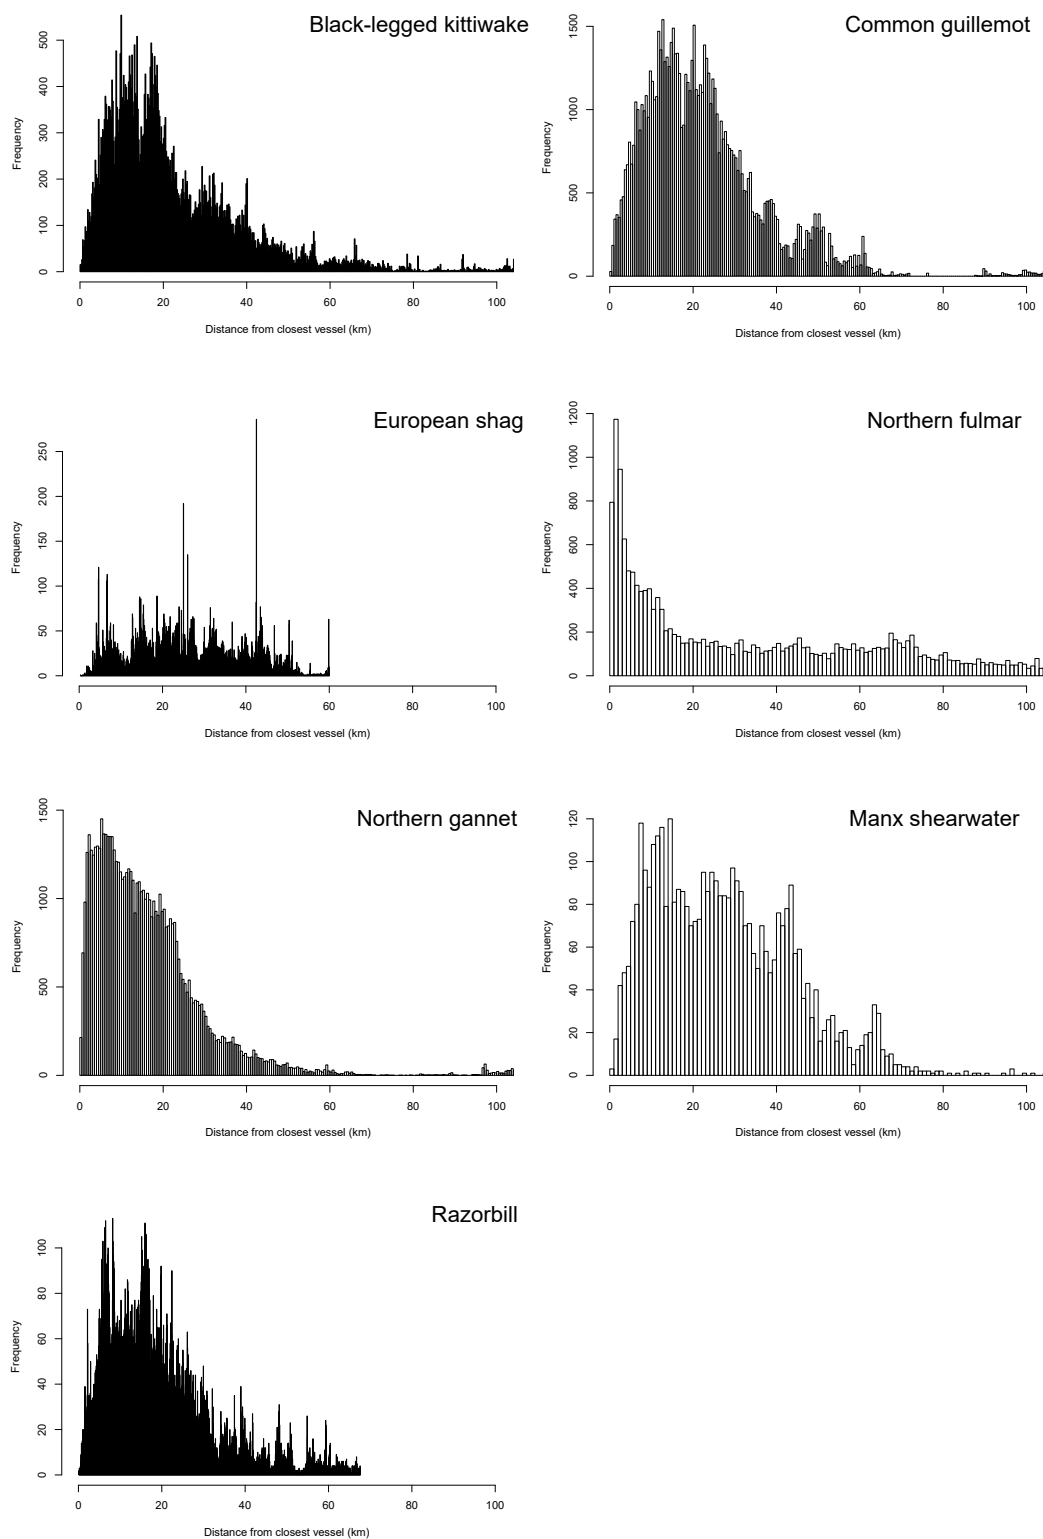 Black-legged kittiwake
Frequency
0 100 200 300 400 500
0 20 40 60 80 100
Distance from closest vessel (km)
Common guillemot
Frequency
0 500 1000 1500
0 20 40 60 80 100
Distance from closest vessel (km)
European shag
Frequency
0 50 100 150 200 250
0 20 40 60 80 100
Distance from closest vessel (km)
Northern fulmar
Frequency
0 200 400 600 800 1000 1200
0 20 40 60 80 100
Distance from closest vessel (km)
Northern gannet
Frequency
0 500 1000 1500
0 20 40 60 80 100
Distance from closest vessel (km)
Manx shearwater
Frequency
0 20 40 60 80 100 120
0 20 40 60 80 100
Distance from closest vessel (km)
Razorbill
Frequency
0 20 40 60 80 100
0 20 40 60 80 100
Distance from closest vessel (km)